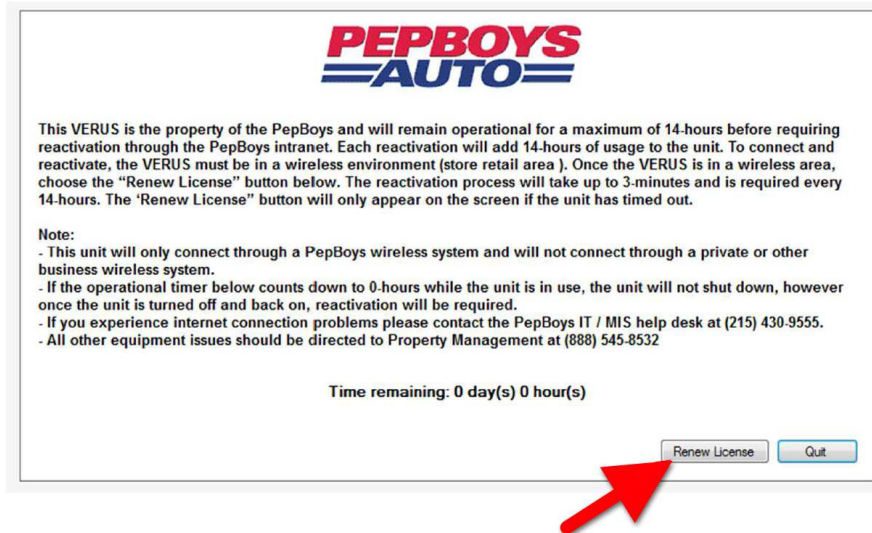 PEPBOYS
AUTO
This VERUS is the property of the PepBoys and will remain operational for a maximum of 14-hours before requiring
reactivation through the PepBoys intranet. Each reactivation will add 14-hours of usage to the unit. To connect and
reactivate, the VERUS must be in a wireless environment (store retail area ). Once the VERUS is in a wireless area,
choose the “Renew License” button below. The reactivation process will take up to 3-minutes and is required every
14-hours. The ‘Renew License” button will only appear on the screen if the unit has timed out.
Note:
- This unit will only connect through a PepBoys wireless system and will not connect through a private or other
business wireless system.
- If the operational timer below counts down to 0-hours while the unit is in use, the unit will not shut down, however
once the unit is turned off and back on, reactivation will be required.
- If you experience internet connection problems please contact the PepBoys IT / MIS help desk at (215) 430-9555.
- All other equipment issues should be directed to Property Management at (888) 545-8532
Time remaining: 0 day(s) 0 hour(s)
Renew License Quit